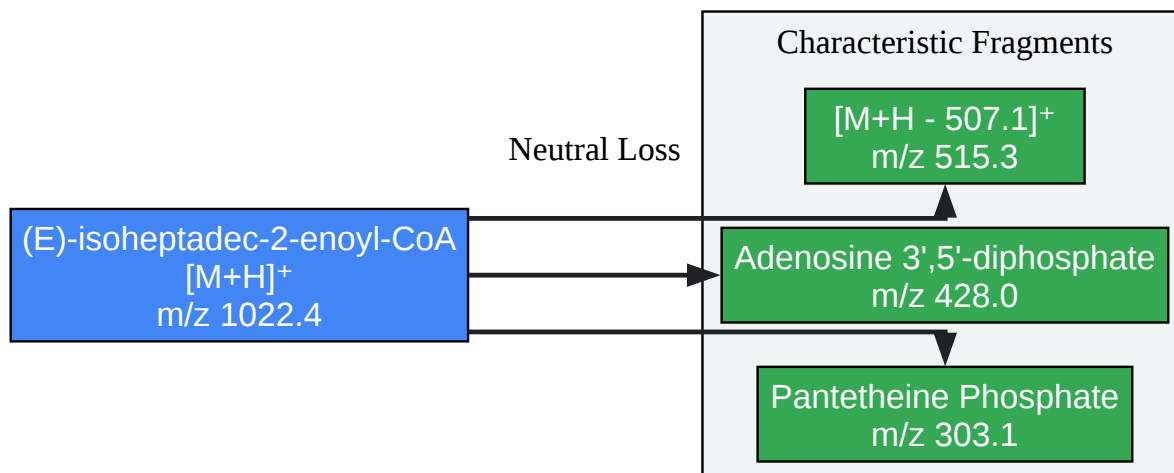 Characteristic Fragments
[M+H - 507.1]⁺
m/z 515.3
Neutral Loss
(E)-isoheptadec-2-enoyl-CoA
[M+H]⁺
m/z 1022.4
Adenosine 3',5'-diphosphate
m/z 428.0
Pantetheine Phosphate
m/z 303.1